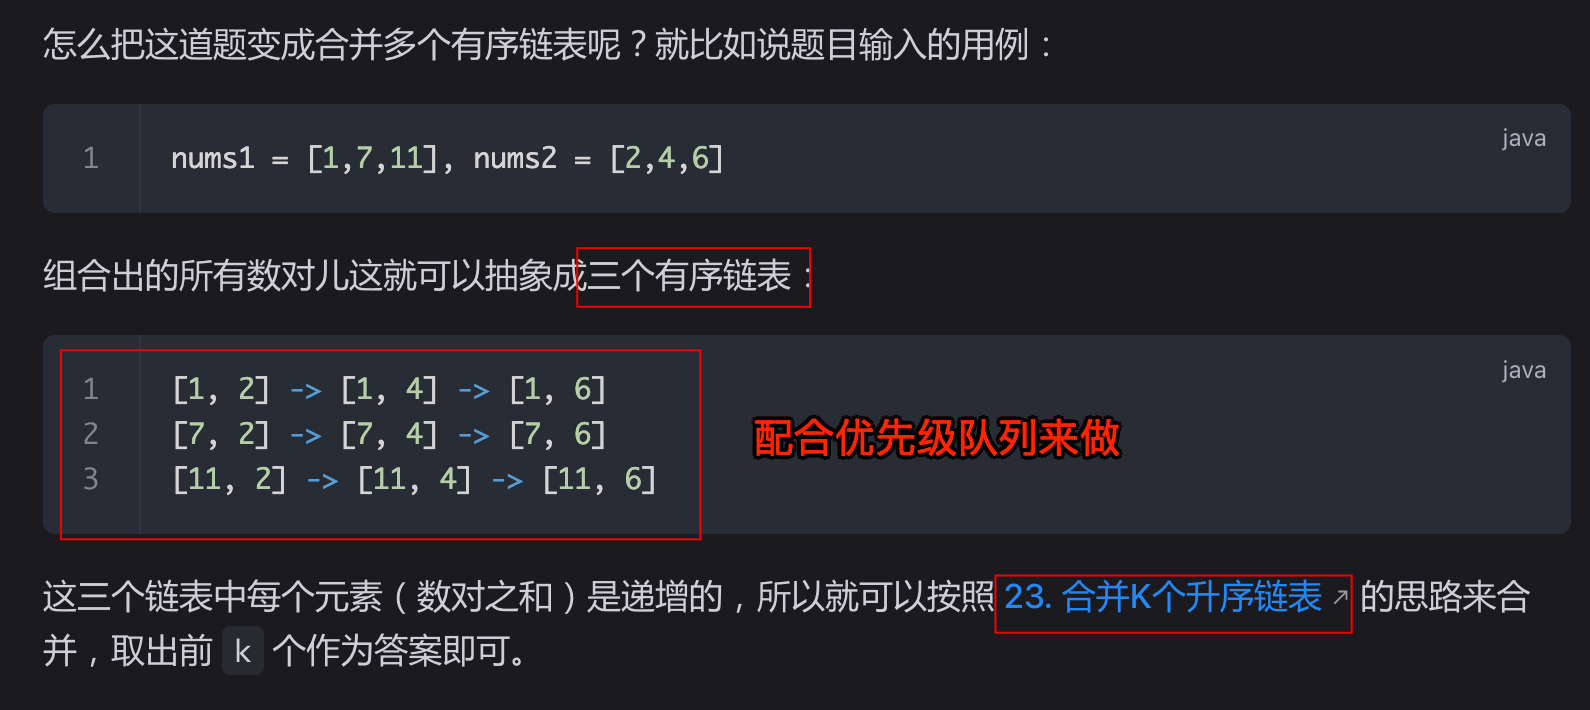 怎么把这道题变成合并多个有序链表呢？就比如说题目输入的用例：
java
1 nums1 = [1,7,11], nums2 = [2,4,6]
组合出的所有数对儿这就可以抽象成三个有序链表：
java
1 [1, 2] -> [1, 4] -> [1, 6]
2 [7, 2] -> [7, 4] -> [7, 6]
3 [11, 2] -> [11, 4] -> [11, 6]
配合优先级队列来做
这三个链表中每个元素（数对之和）是递增的，所以就可以按照 23. 合并K个升序链表 ↗ 的思路来合
并，取出前 k 个作为答案即可。